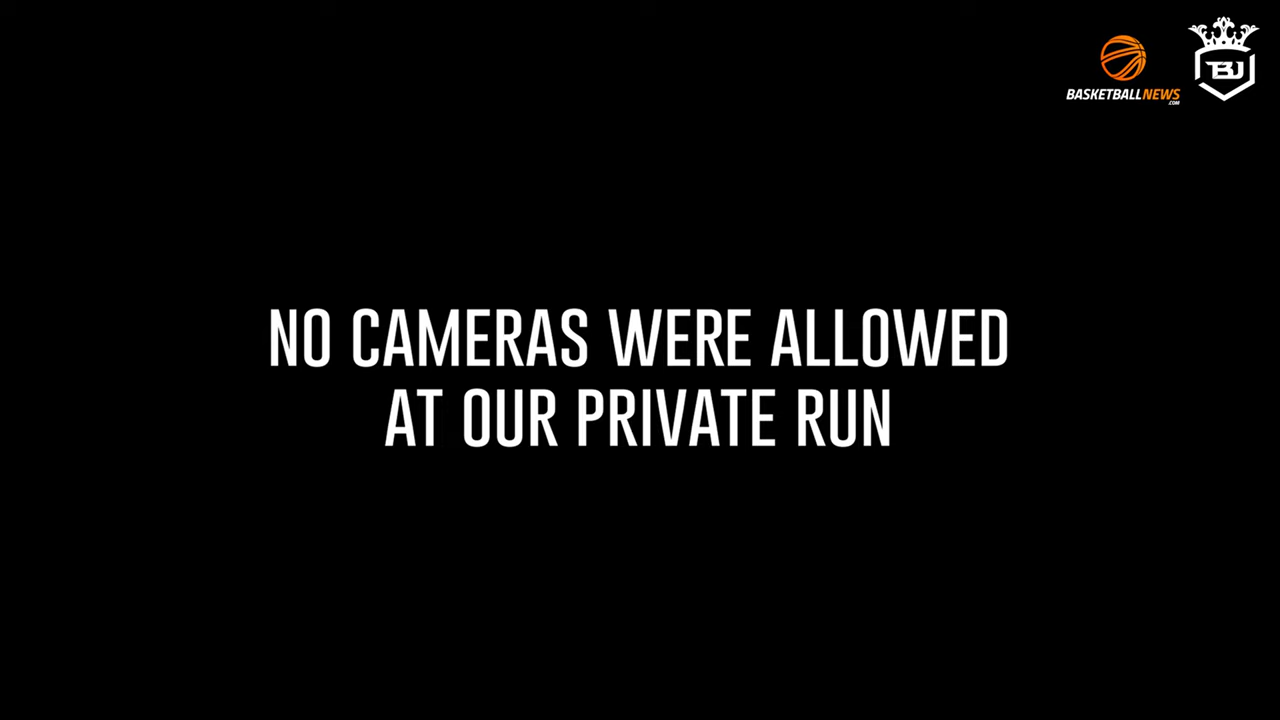 BASKETBALLNEWS
.COM
BJ
NO CAMERAS WERE ALLOWED
AT OUR PRIVATE RUN